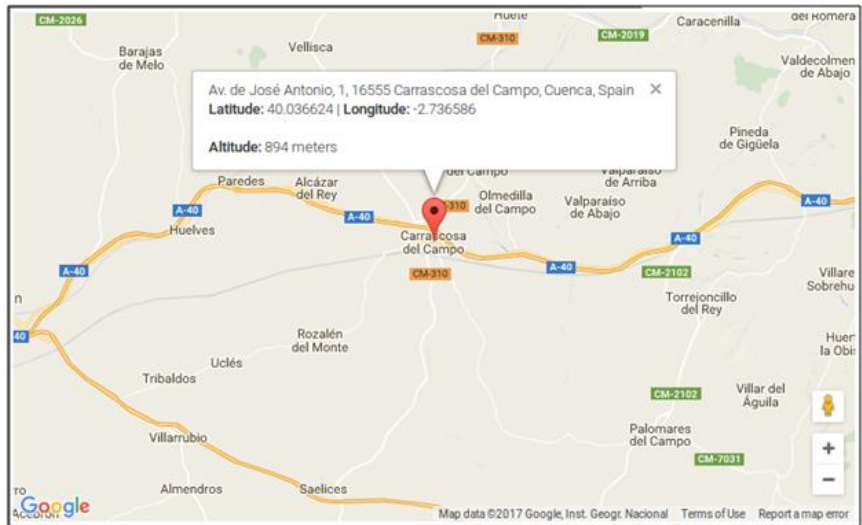 CM-2026
Huete
Caracenilla
del Romera
CM-310
CM-2019
Barajas
de Melo
Vellisca
Valdecolmen
de Abajo
Av. de José Antonio, 1, 16555 Carrascosa del Campo, Cuenca, Spain
Latitude: 40.036624 | Longitude: -2.736586
Altitude: 894 meters
Pineda
de Gigüela
del Campo
Valparaíso
de Arriba
Paredes
Alcázar
del Rey
Olmedilla
del Campo
Valparaíso
de Abajo
A-40
A-40
A-40
310
Huelves
Carrascosa
del Campo
A-40
CM-310
A-40
A-40
CM-2102
Villare
Sobrehu
n
Torrejoncillo
del Rey
40
Rozalén
del Monte
Huer
la Obis
Uclés
Tribaldos
CM-2102
Villar del
Águila
Villarrubio
Palomares
del Campo
+
CM-7031
−
Almendros
Saelices
ro
Google
Map data ©2017 Google, Inst. Geogr. Nacional Terms of Use Report a map error